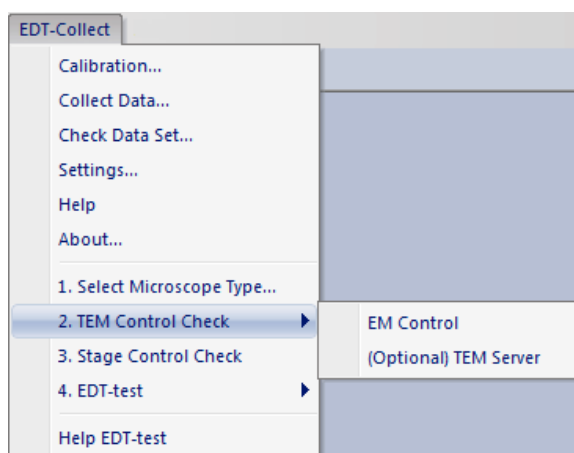 EDT-Collect
Calibration...
Collect Data...
Check Data Set...
Settings...
Help
About...
1. Select Microscope Type...
2. TEM Control Check
EM Control
3. Stage Control Check
(Optional) TEM Server
4. EDT-test
Help EDT-test